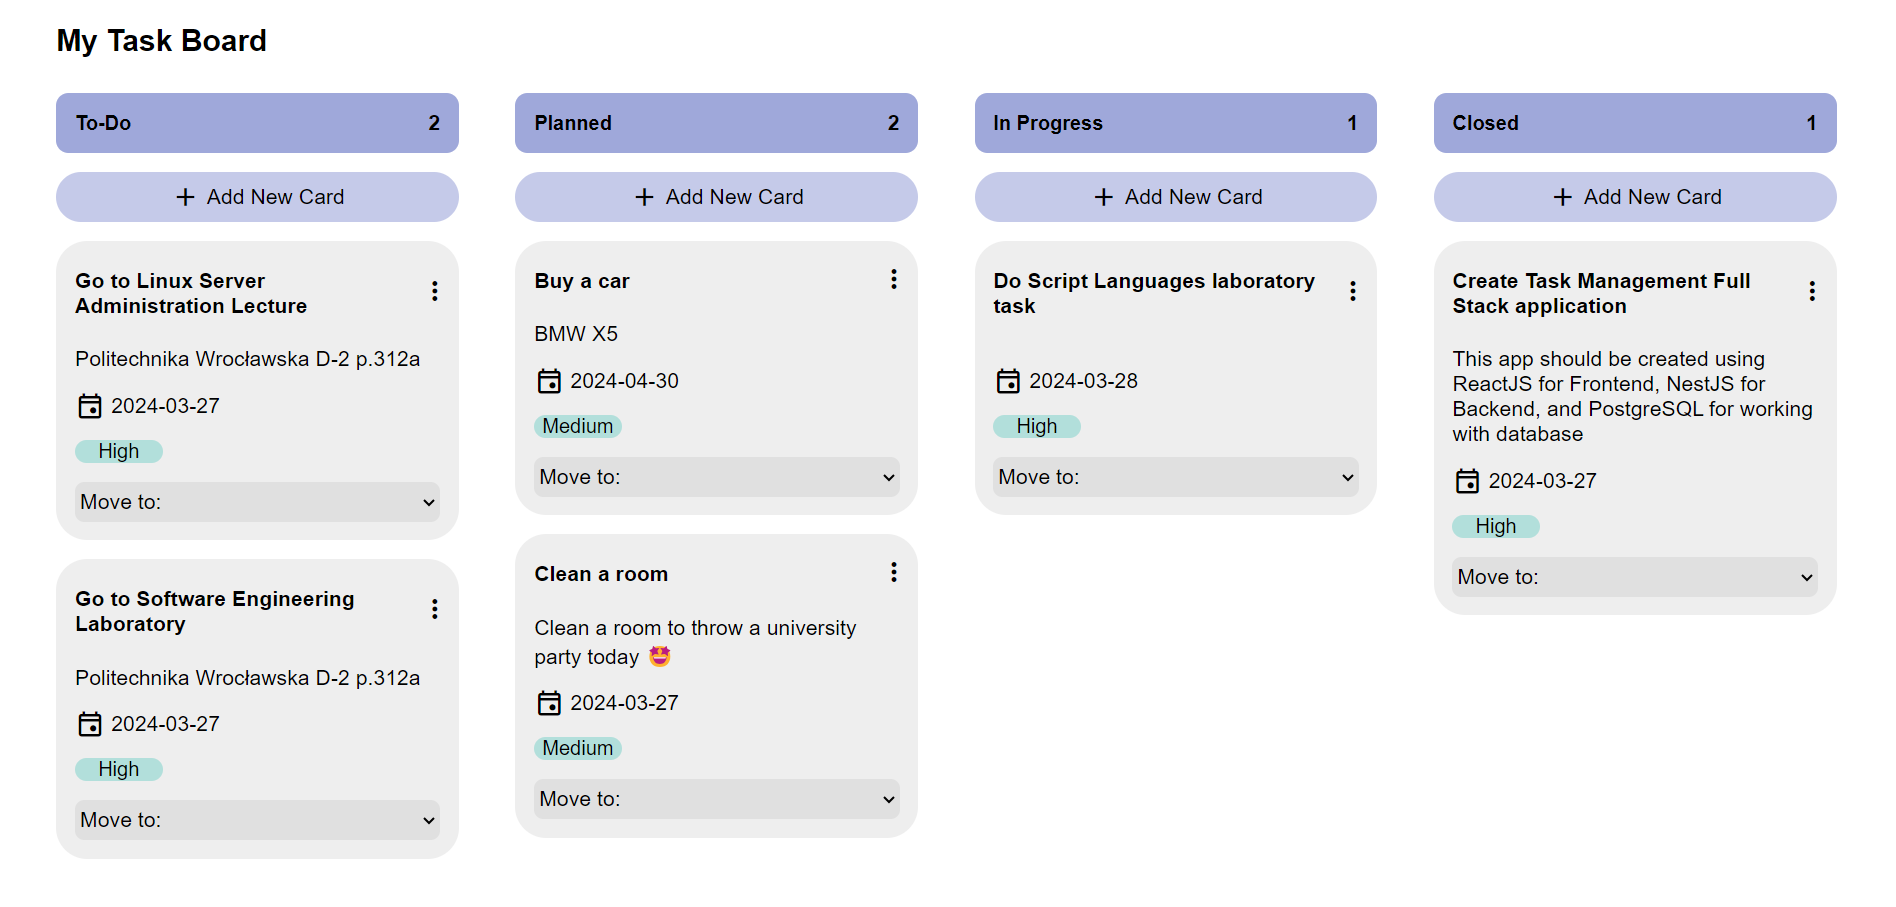 My Task Board
To-Do 2
+ Add New Card
Go to Linux Server
Administration Lecture
Politechnika Wrocławska D-2 p.312a
2024-03-27
High
Move to:
Go to Software Engineering
Laboratory
Politechnika Wrocławska D-2 p.312a
2024-03-27
High
Move to:
Planned 2
+ Add New Card
Buy a car
BMW X5
2024-04-30
Medium
Move to:
Clean a room
Clean a room to throw a university
party today 🤩
2024-03-27
Medium
Move to:
In Progress 1
+ Add New Card
Do Script Languages laboratory
task
2024-03-28
High
Move to:
Closed 1
+ Add New Card
Create Task Management Full
Stack application
This app should be created using
ReactJS for Frontend, NestJS for
Backend, and PostgreSQL for working
with database
2024-03-27
High
Move to: